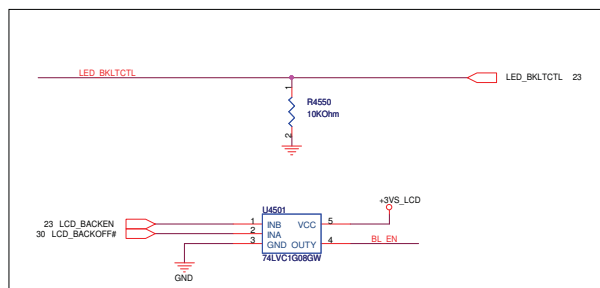 LED_BKLTCTL
LED_BKLTCTL 23
1
R4550
10KOhm
2
+3VS_LCD
U4501
23 LCD_BACKEN 1 INB VCC 5
30 LCD_BACKOFF# 2 INA
3 GND OUTY 4 BL_EN
74LVC1G08GW
GND